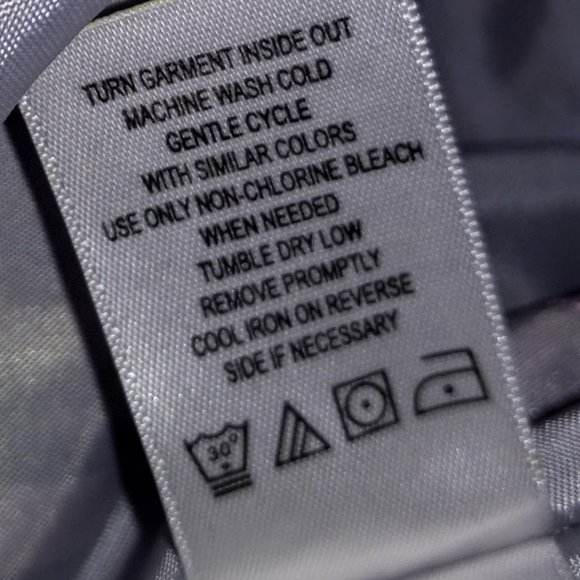 TURN GARMENT INSIDE OUT
MACHINE WASH COLD
GENTLE CYCLE
WITH SIMILAR COLORS
USE ONLY NON-CHLORINE BLEACH
WHEN NEEDED
TUMBLE DRY LOW
REMOVE PROMPTLY
COOL IRON ON REVERSE
SIDE IF NECESSARY
30°